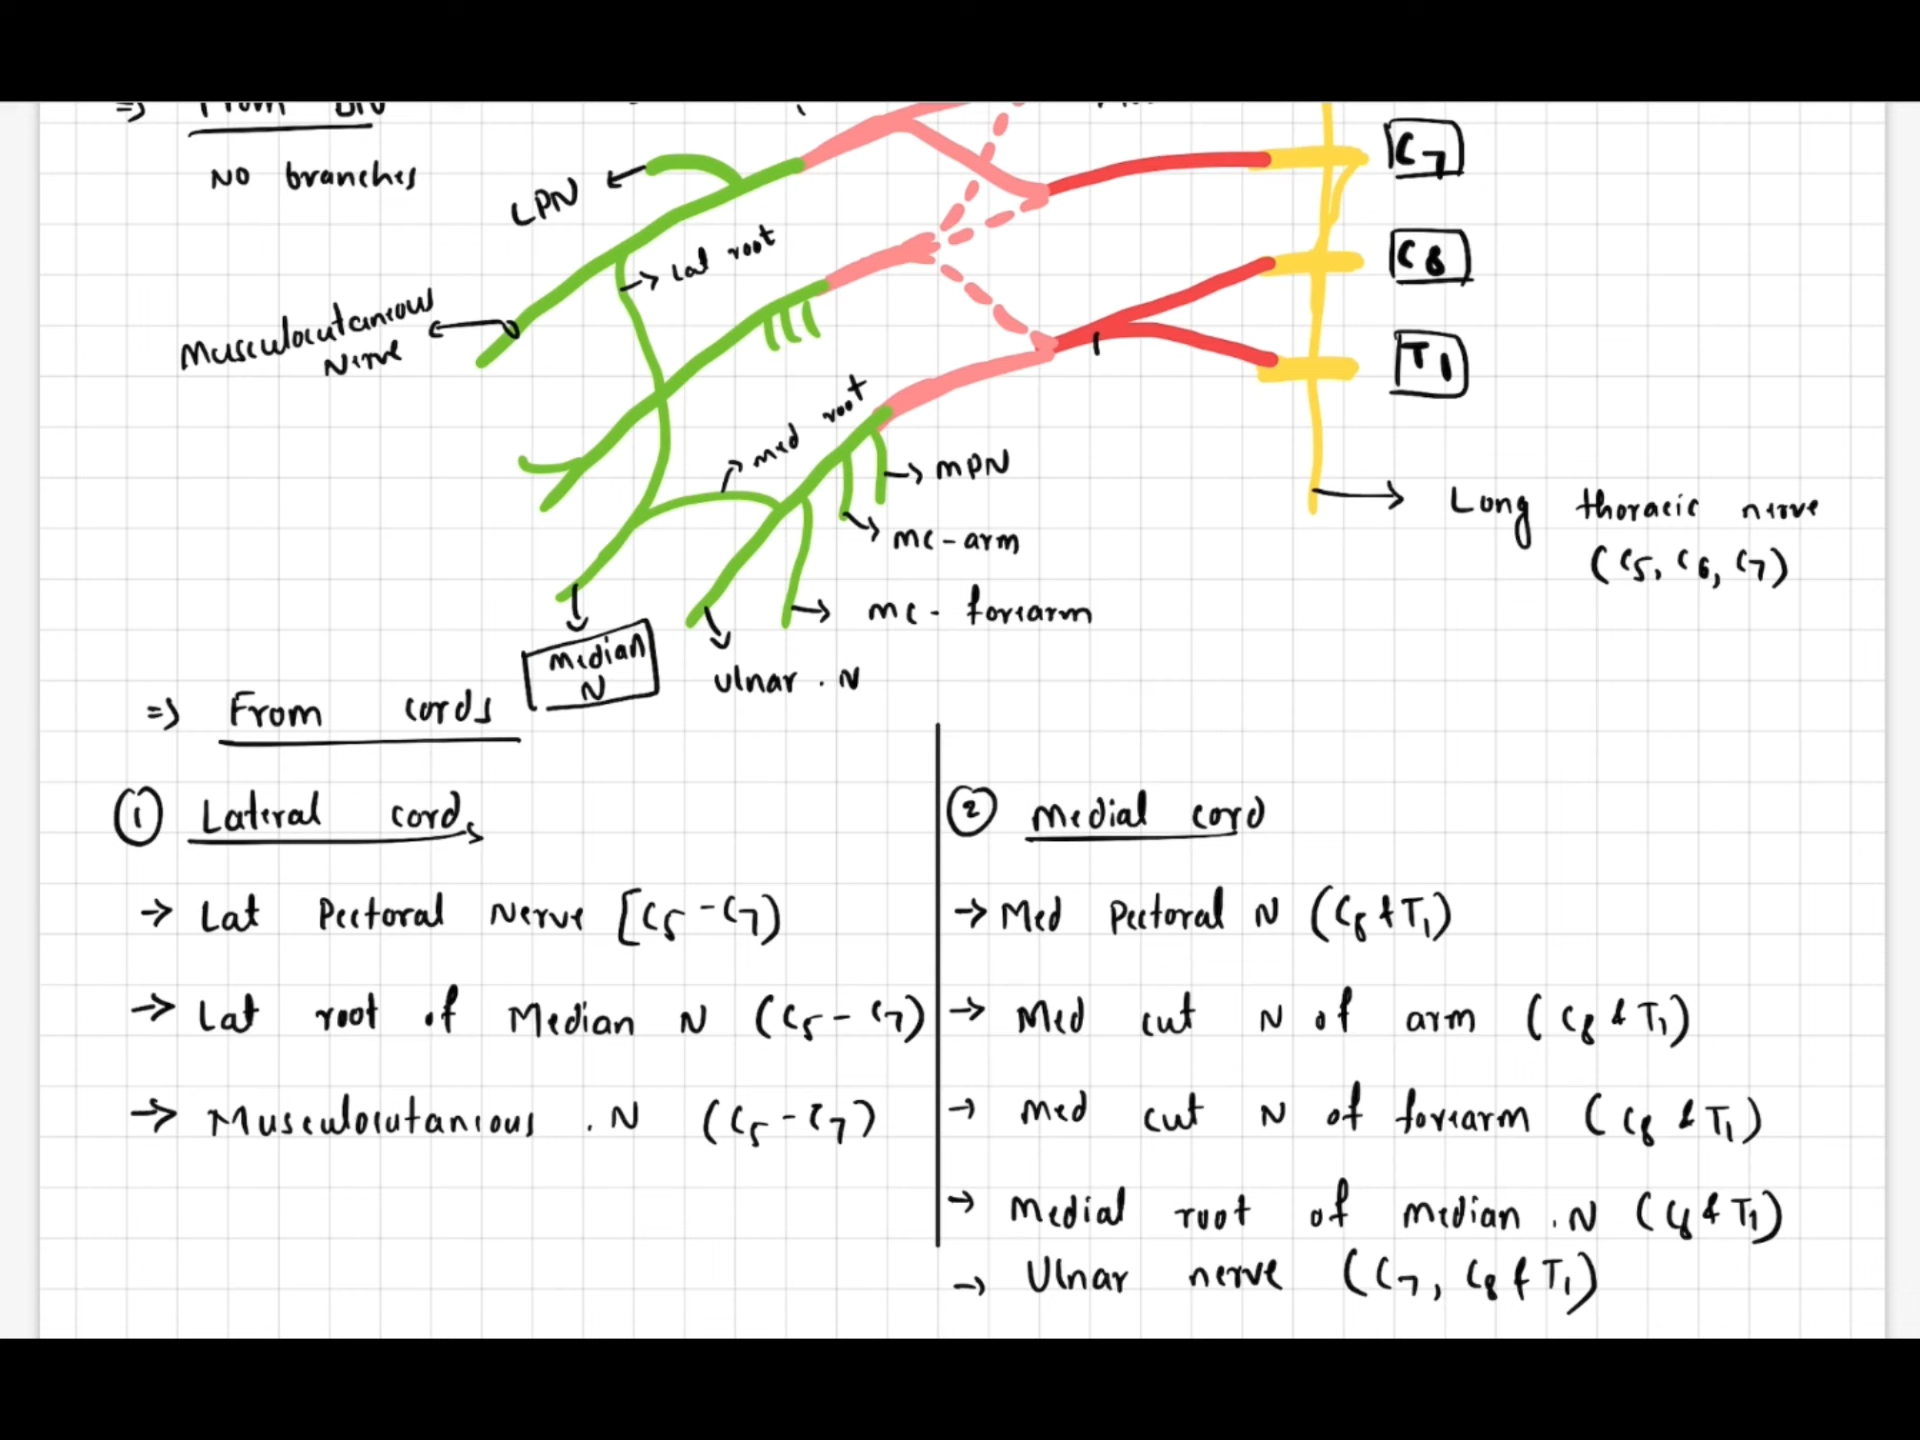 NO branches
C7
LPN
Lat root
C8
Musculocutaneous
Nerve
T1
med root
MPN
Long thoracic nerve
(C5, C6, C7)
mc-arm
mc-forearm
median
N
Ulnar . N
=> From cords
① Lateral cord
→ Lat Pectoral Nerve [C5-C7)
→ Lat root of Median N (C5-C7)
→ Musculocutaneous . N (C5-C7)
② Medial cord
→ Med Pectoral N (C8 & T1)
→ Med cut N of arm (C8 & T1)
→ med cut N of forearm (C8 & T1)
→ Medial root of median . N (C8 & T1)
→ Ulnar nerve (C7, C8 & T1)